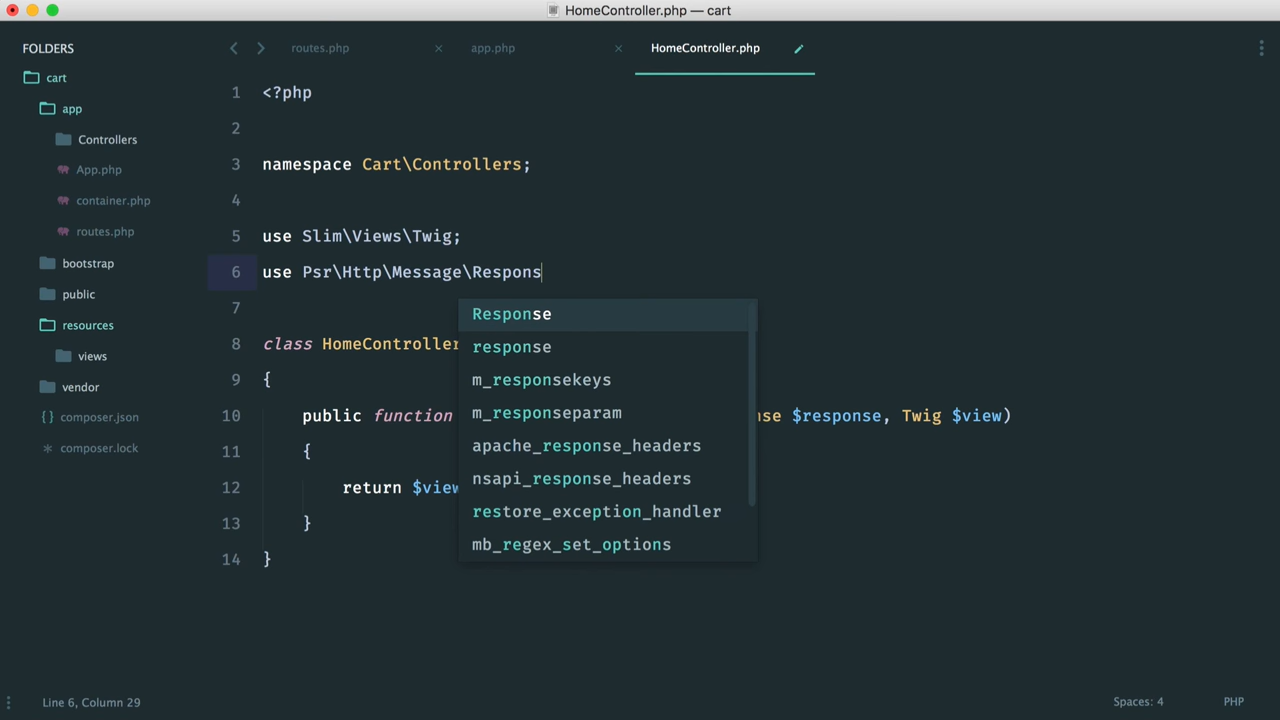 HomeController.php — cart
FOLDERS
cart
app
Controllers
App.php
container.php
routes.php
bootstrap
public
resources
views
vendor
composer.json
composer.lock
routes.php
app.php
HomeController.php
1 <?php
2
3 namespace Cart\Controllers;
4
5 use Slim\Views\Twig;
6 use Psr\Http\Message\Respons
7
8 class HomeController
9 {
10 public function nse $response, Twig $view)
11 {
12 return $view
13 }
14 }
Response
response
m_responsekeys
m_responseparam
apache_response_headers
nsapi_response_headers
restore_exception_handler
mb_regex_set_options
Line 6, Column 29
Spaces: 4
PHP